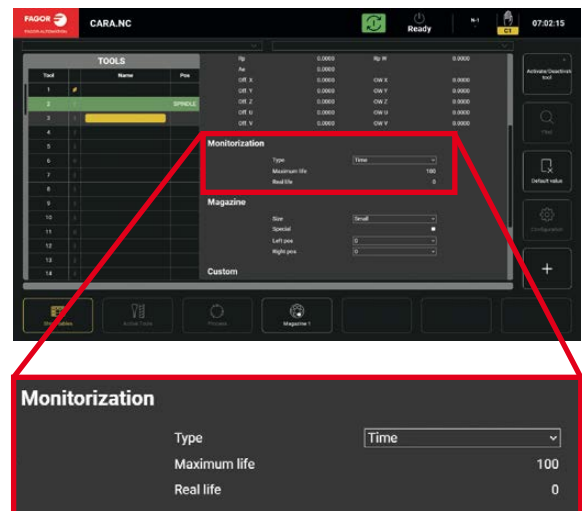 FAGOR
FAGOR AUTOMATION
CARA.NC
Ready
N-1
C1
07:02:15
TOOLS
Tool Name Pos
1
2 SPINDLE
3
4
5
6
7
8
9
10
11
12
13
14
Rp 0.0000 Rp W 0.0000
Aa 0.0000
Off. X 0.0000 OW X 0.0000
Off. Y 0.0000 OW Y 0.0000
Off. Z 0.0000 OW Z 0.0000
Off. U 0.0000 OW U 0.0000
Off. V 0.0000 OW V 0.0000
Monitorization
Type Time
Maximum life 100
Real life 0
Magazine
Size Small
Special
Left pos 0
Right pos 0
Custom
Activate/Deactivate tool
Find
Default value
Configuration
+
Active Tools
Process
Magazine 1
Monitorization
Type Time
Maximum life 100
Real life 0